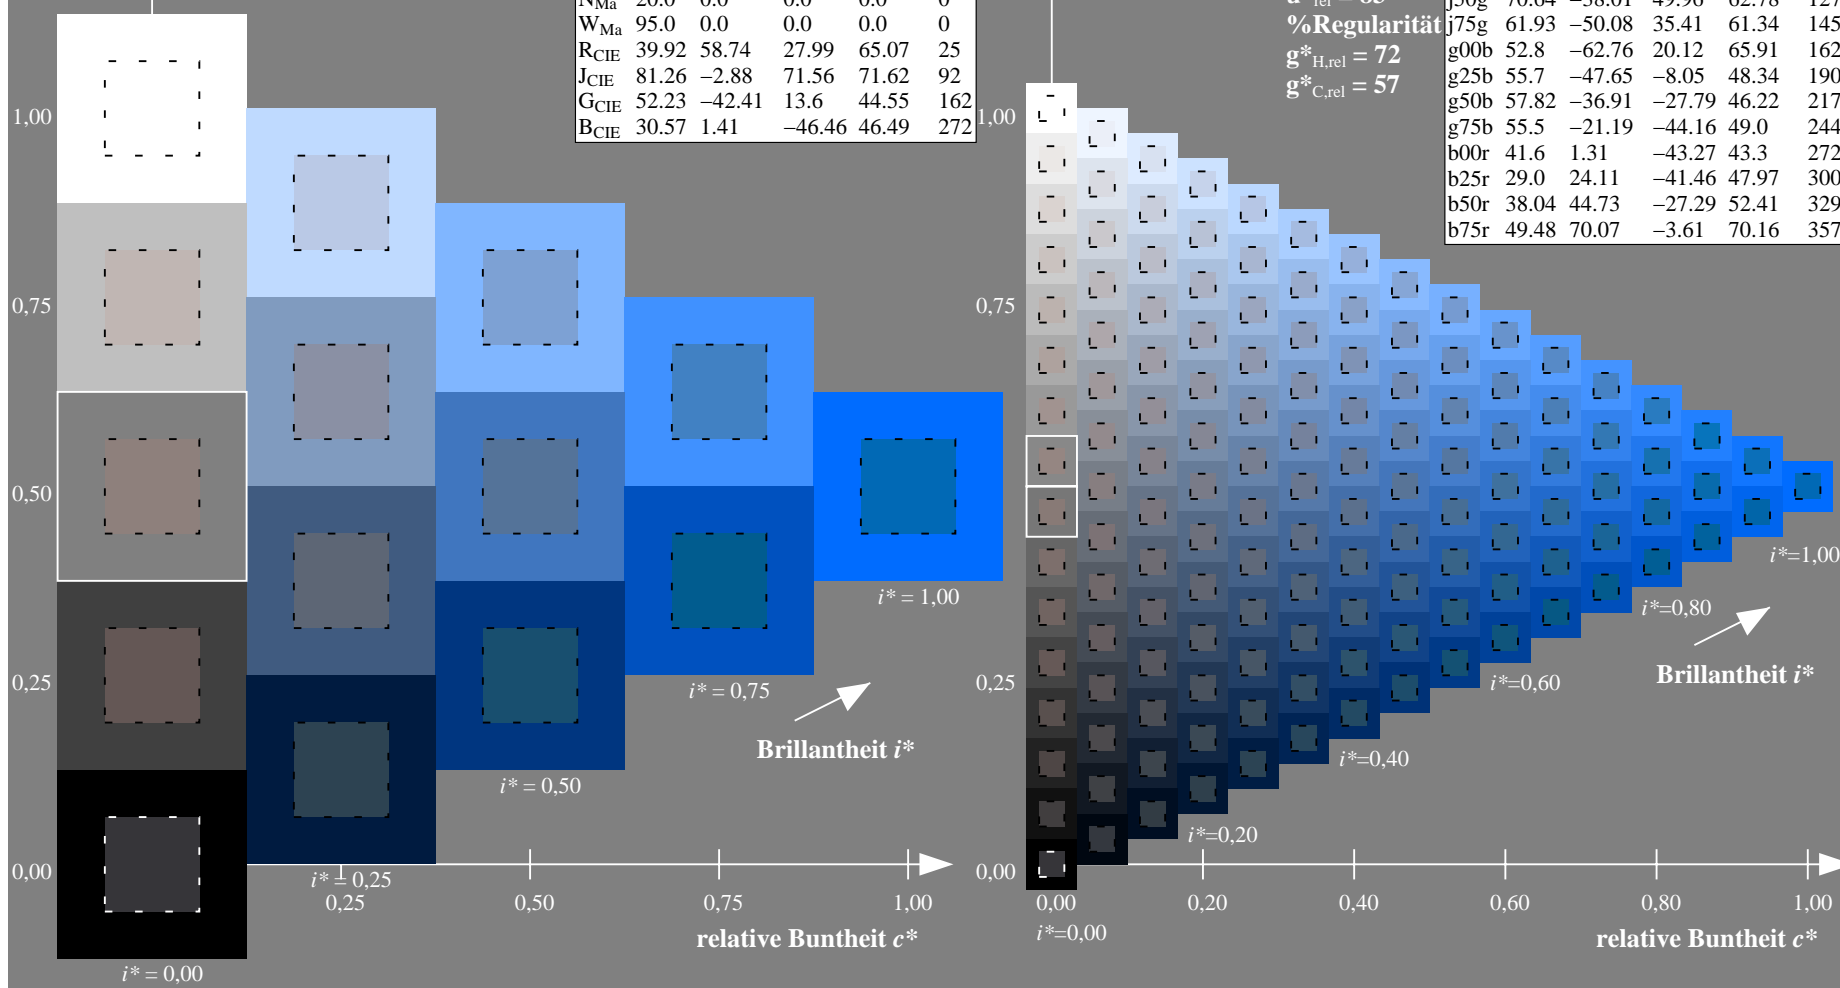 N_Ma 20.0 0.0 0.0 0.0 0
W_Ma 95.0 0.0 0.0 0.0 0
R_CIE 39.92 58.74 27.99 65.07 25
J_CIE 81.26 −2.88 71.56 71.62 92
G_CIE 52.23 −42.41 13.6 44.55 162
B_CIE 30.57 1.41 −46.46 46.49 272
1,00
0,75
0,50
0,25
0,00
i* = 1,00
i* = 0,75
i* = 0,50
i* = 0,25
i* = 0,00
Brillantheit i*
0,25 0,50 0,75 1,00
relative Buntheit c*
%Regularität
g*_H,rel = 72
g*_C,rel = 57
j75g 61.93 −50.08 35.41 61.34 145
g00b 52.8 −62.76 20.12 65.91 162
g25b 55.7 −47.65 −8.05 48.34 190
g50b 57.82 −36.91 −27.79 46.22 217
g75b 55.5 −21.19 −44.16 49.0 244
b00r 41.6 1.31 −43.27 43.3 272
b25r 29.0 24.11 −41.46 47.97 300
b50r 38.04 44.73 −27.29 52.41 329
b75r 49.48 70.07 −3.61 70.16 357
1,00
0,75
0,25
0,00
i*=1,00
i*=0,80
i*=0,60
i*=0,40
i*=0,20
i*=0,00
Brillantheit i*
0,00 0,20 0,40 0,60 0,80 1,00
relative Buntheit c*